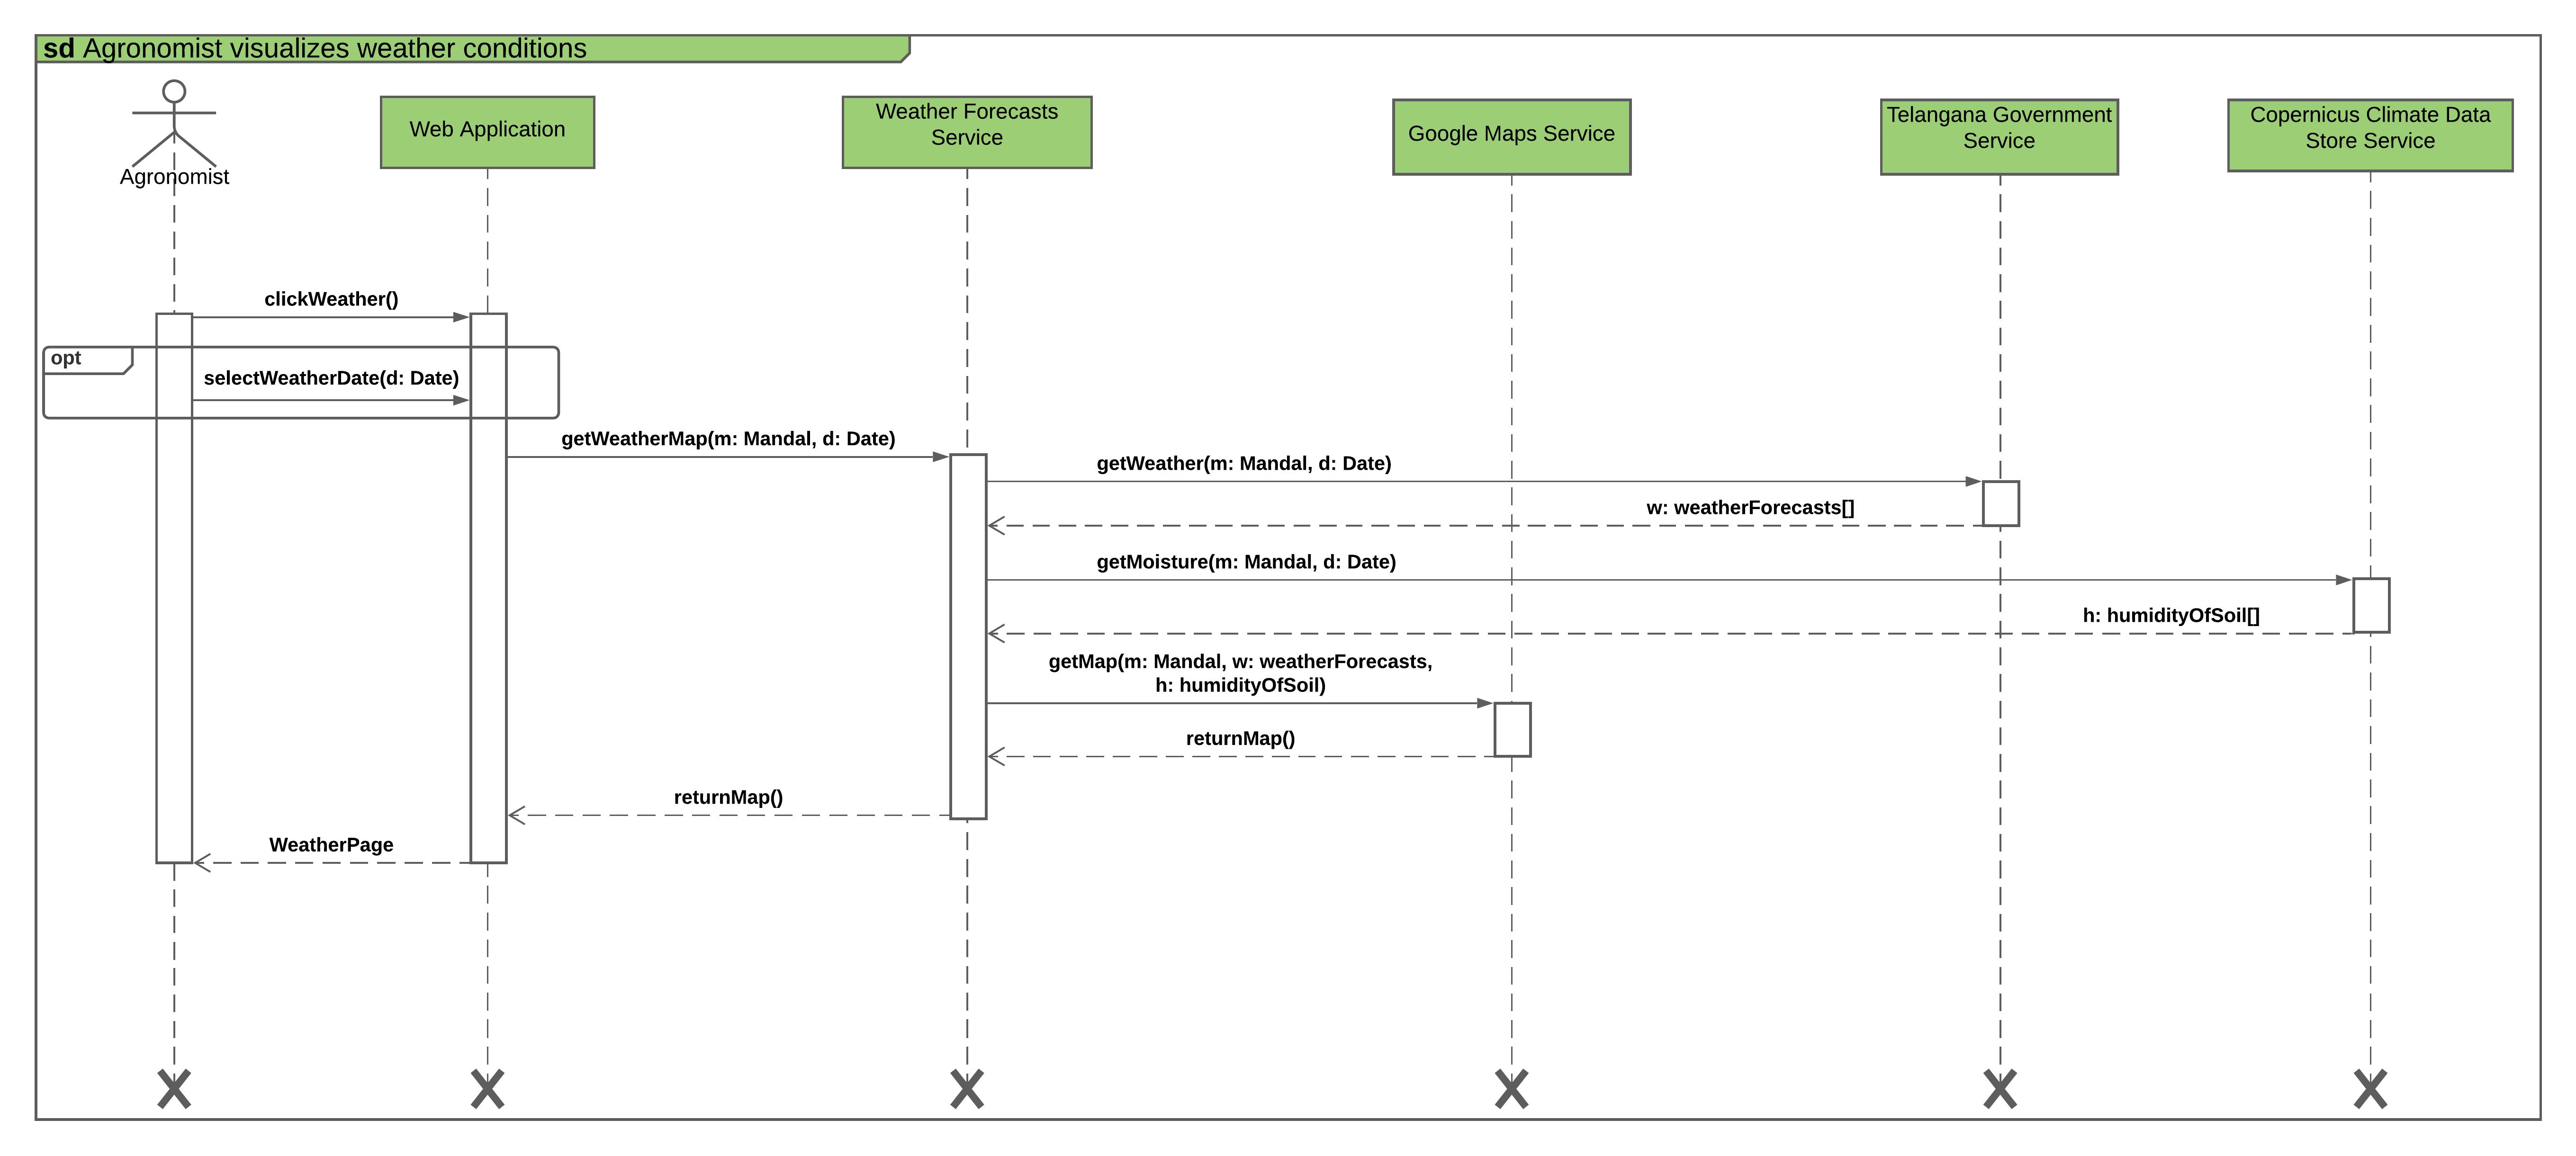 sd Agronomist visualizes weather conditions
Agronomist
Web Application
Weather Forecasts
Service
Google Maps Service
Telangana Government
Service
Copernicus Climate Data
Store Service
clickWeather()
opt
selectWeatherDate(d: Date)
getWeatherMap(m: Mandal, d: Date)
getWeather(m: Mandal, d: Date)
w: weatherForecasts[]
getMoisture(m: Mandal, d: Date)
h: humidityOfSoil[]
getMap(m: Mandal, w: weatherForecasts,
h: humidityOfSoil)
returnMap()
returnMap()
WeatherPage